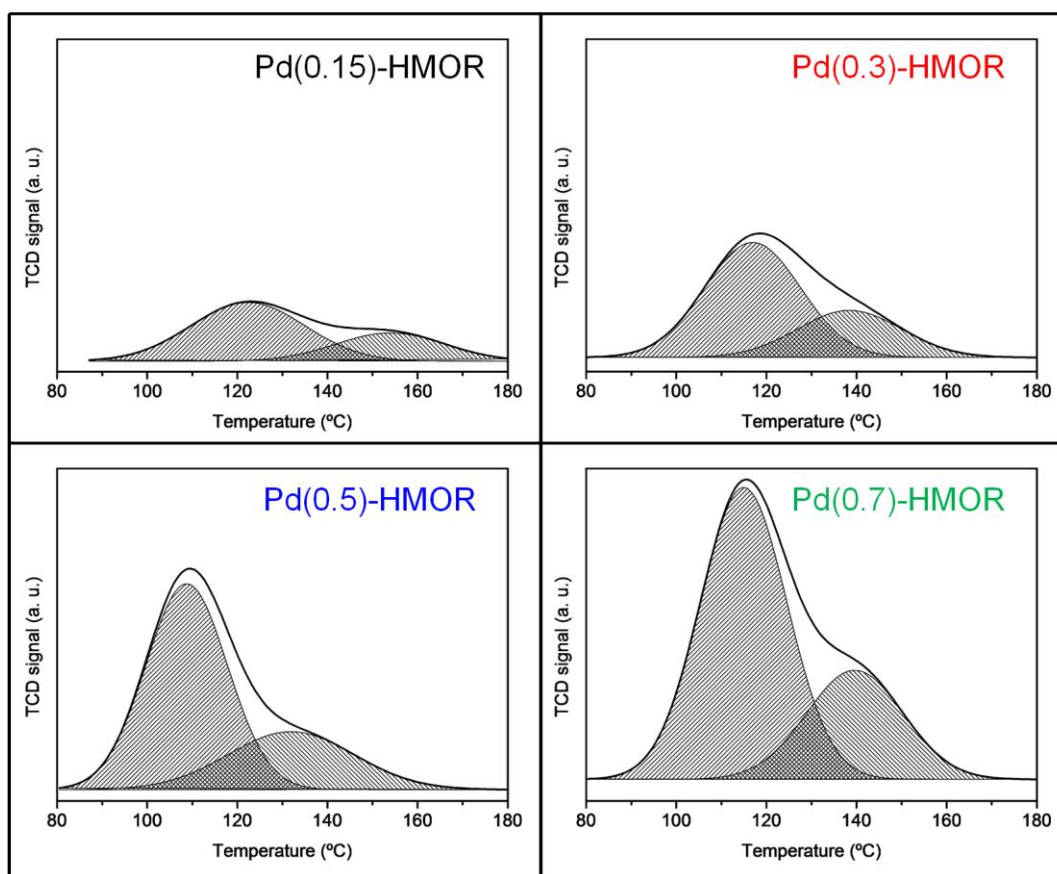 Pd(0.15)-HMOR
TCD signal (a. u.)
80 100 120 140 160 180
Temperature (ºC)
Pd(0.3)-HMOR
TCD signal (a. u.)
80 100 120 140 160 180
Temperature (ºC)
Pd(0.5)-HMOR
TCD signal (a. u.)
80 100 120 140 160 180
Temperature (ºC)
Pd(0.7)-HMOR
TCD signal (a. u.)
80 100 120 140 160 180
Temperature (ºC)